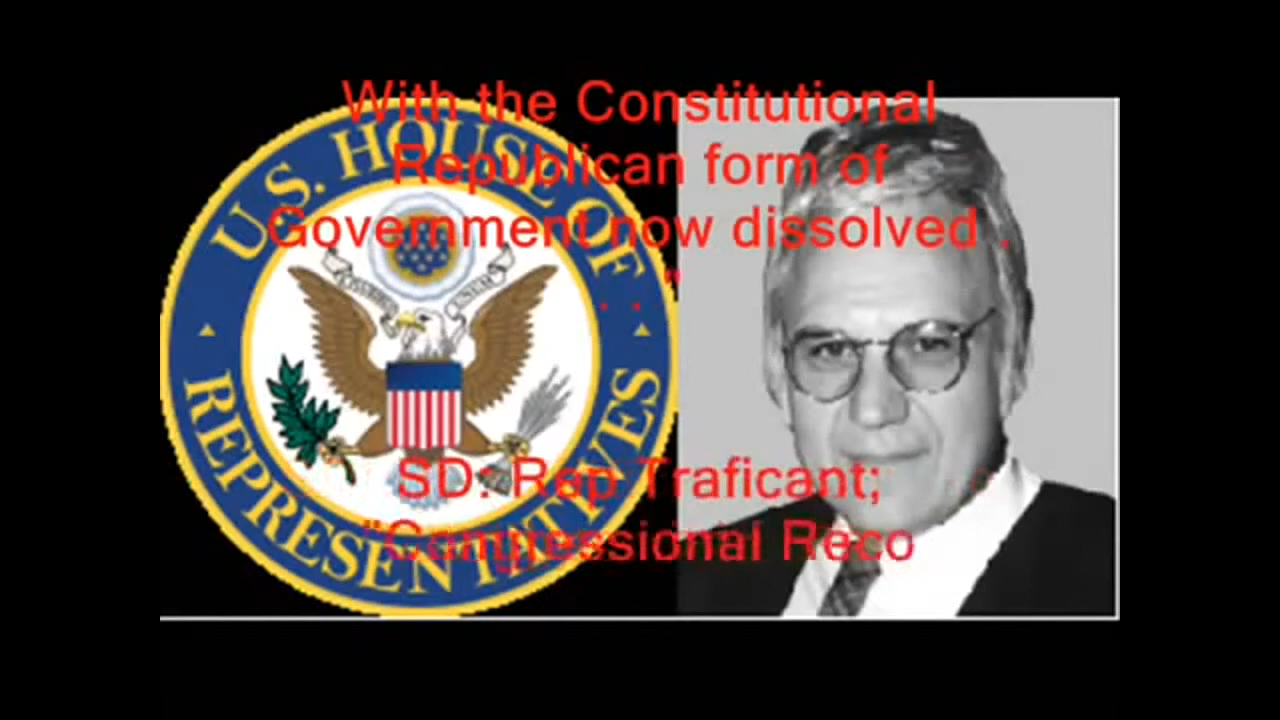 With the Constitutional
Republican form of
Government now dissolved .
. . "
SD: Rep Traficant;
"Congressional Reco
U.S. HOUSE OF
REPRESENTATIVES